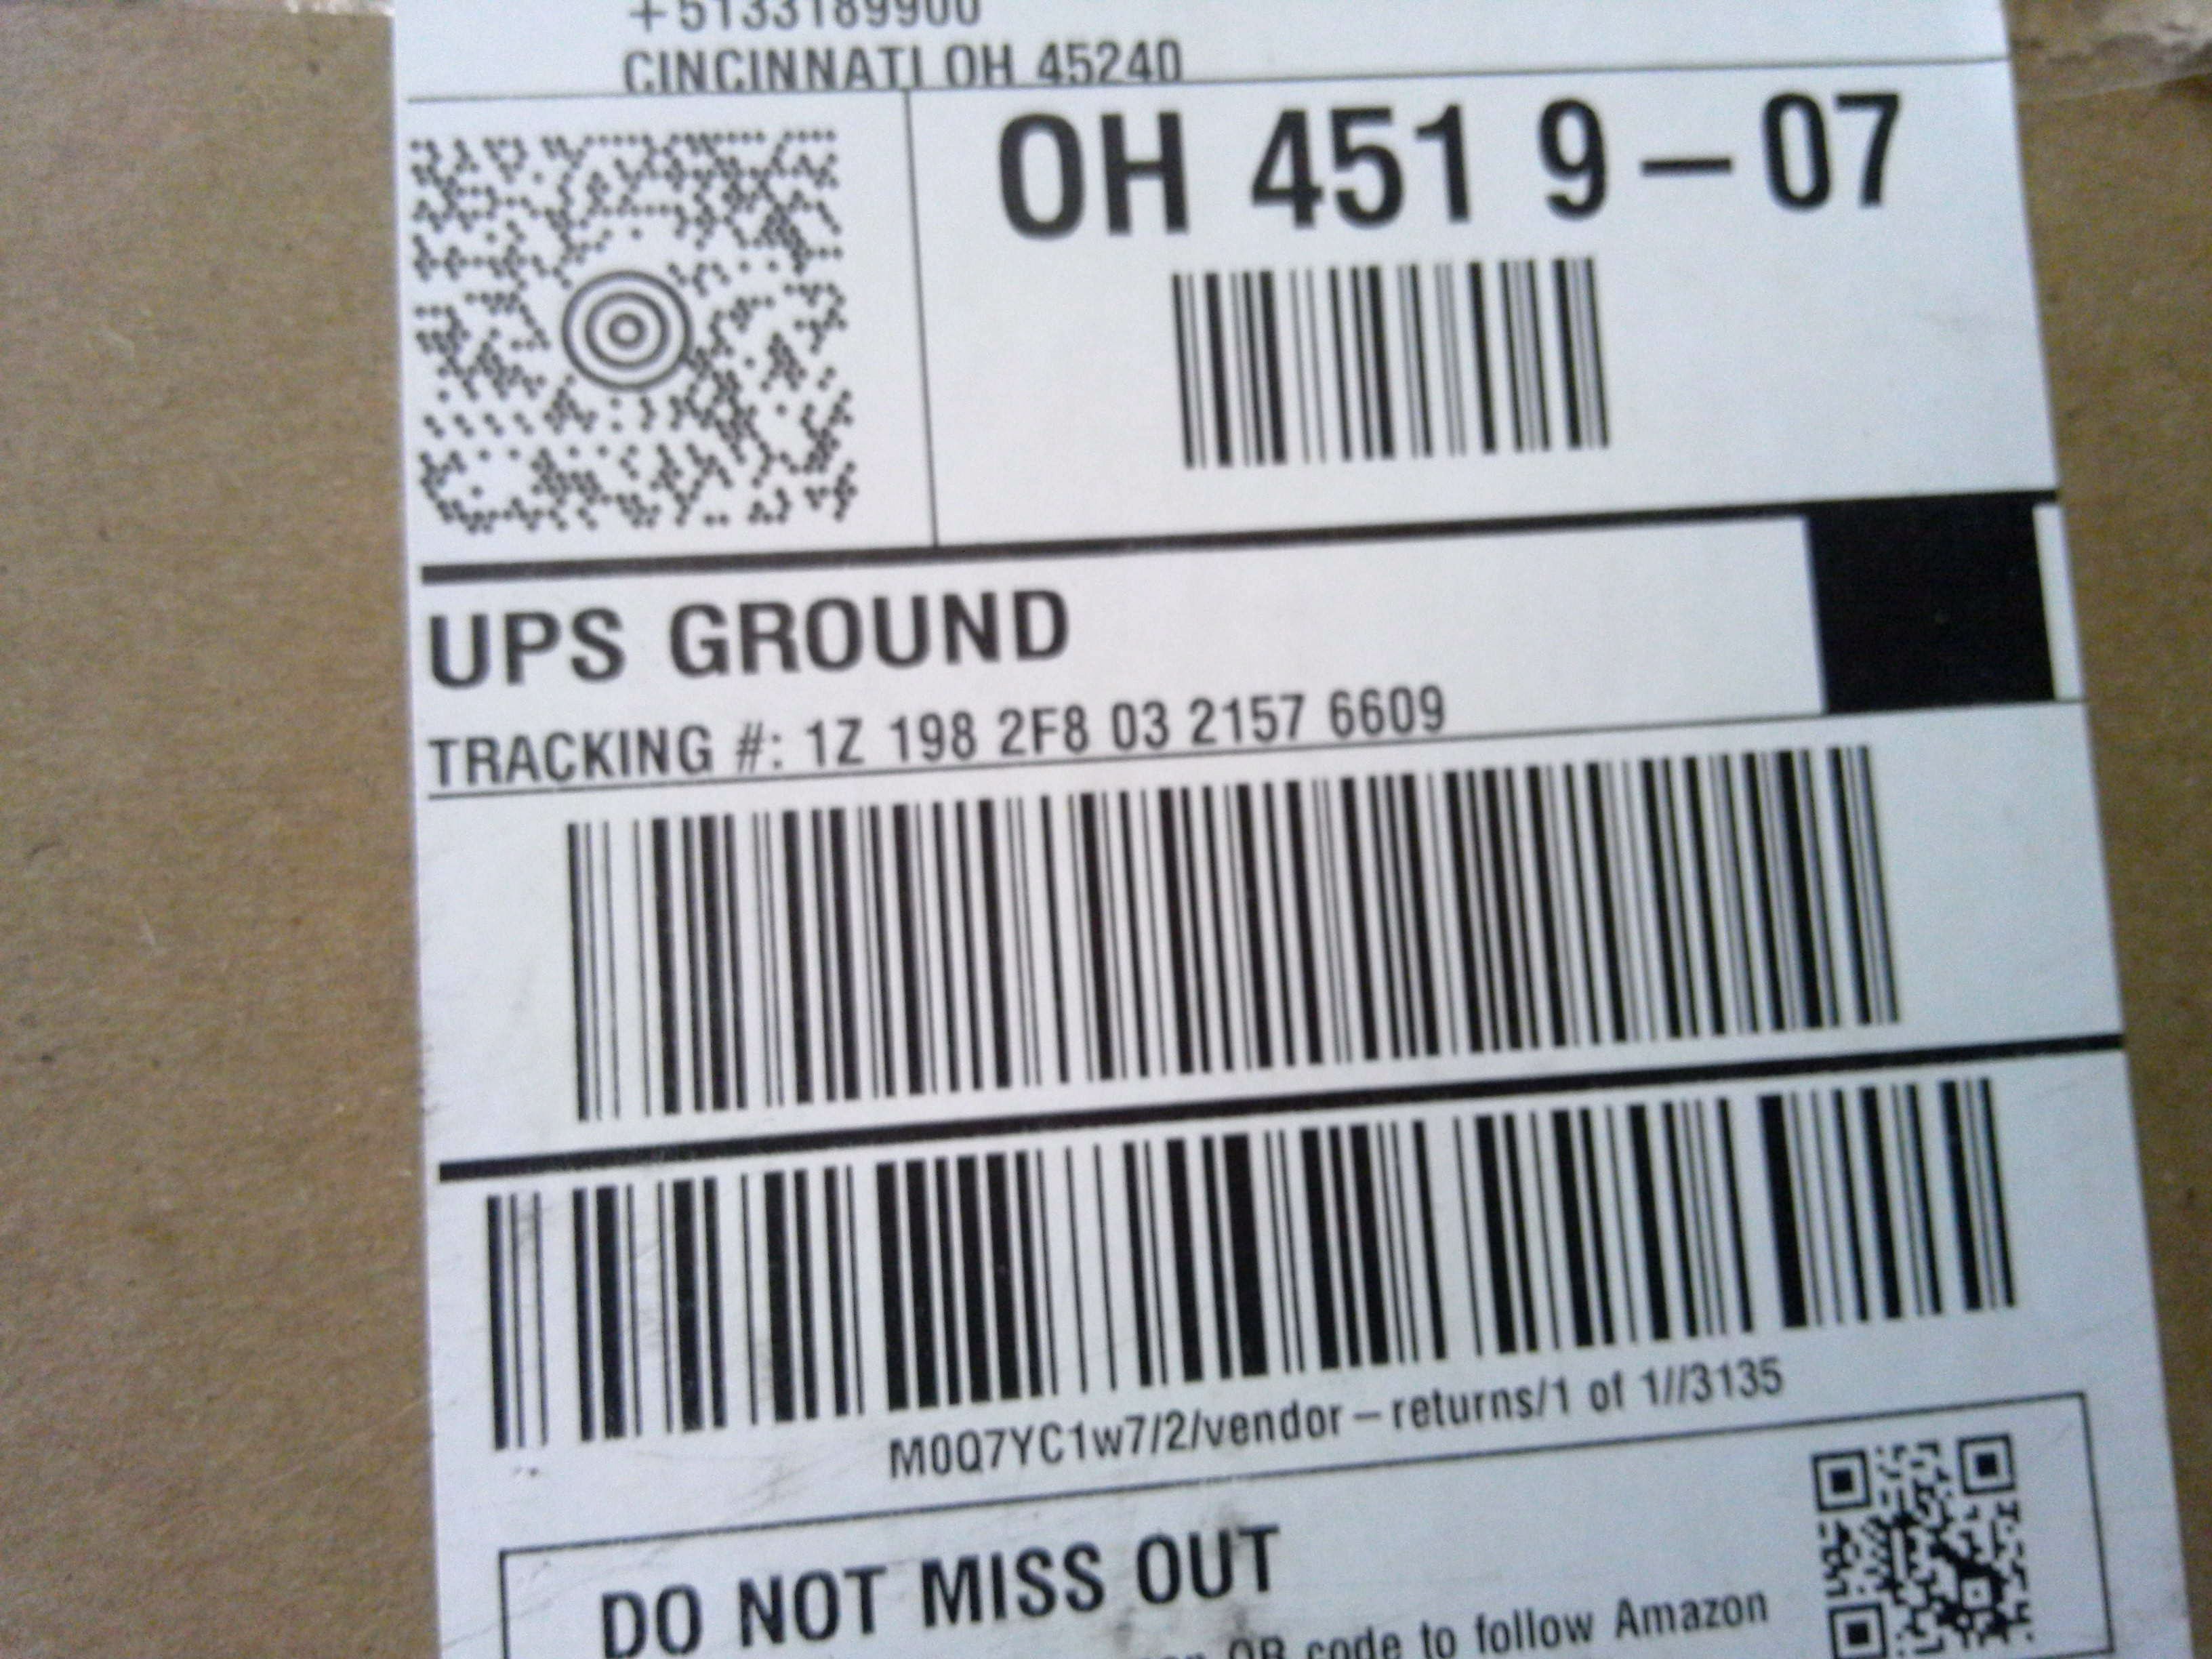 +5133189900
CINCINNATI OH 45240
OH 451 9-07
UPS GROUND
TRACKING #: 1Z 198 2F8 03 2157 6609
M0Q7YC1w7/2/vendor-returns/1 of 1//3135
DO NOT MISS OUT
QR code to follow Amazon